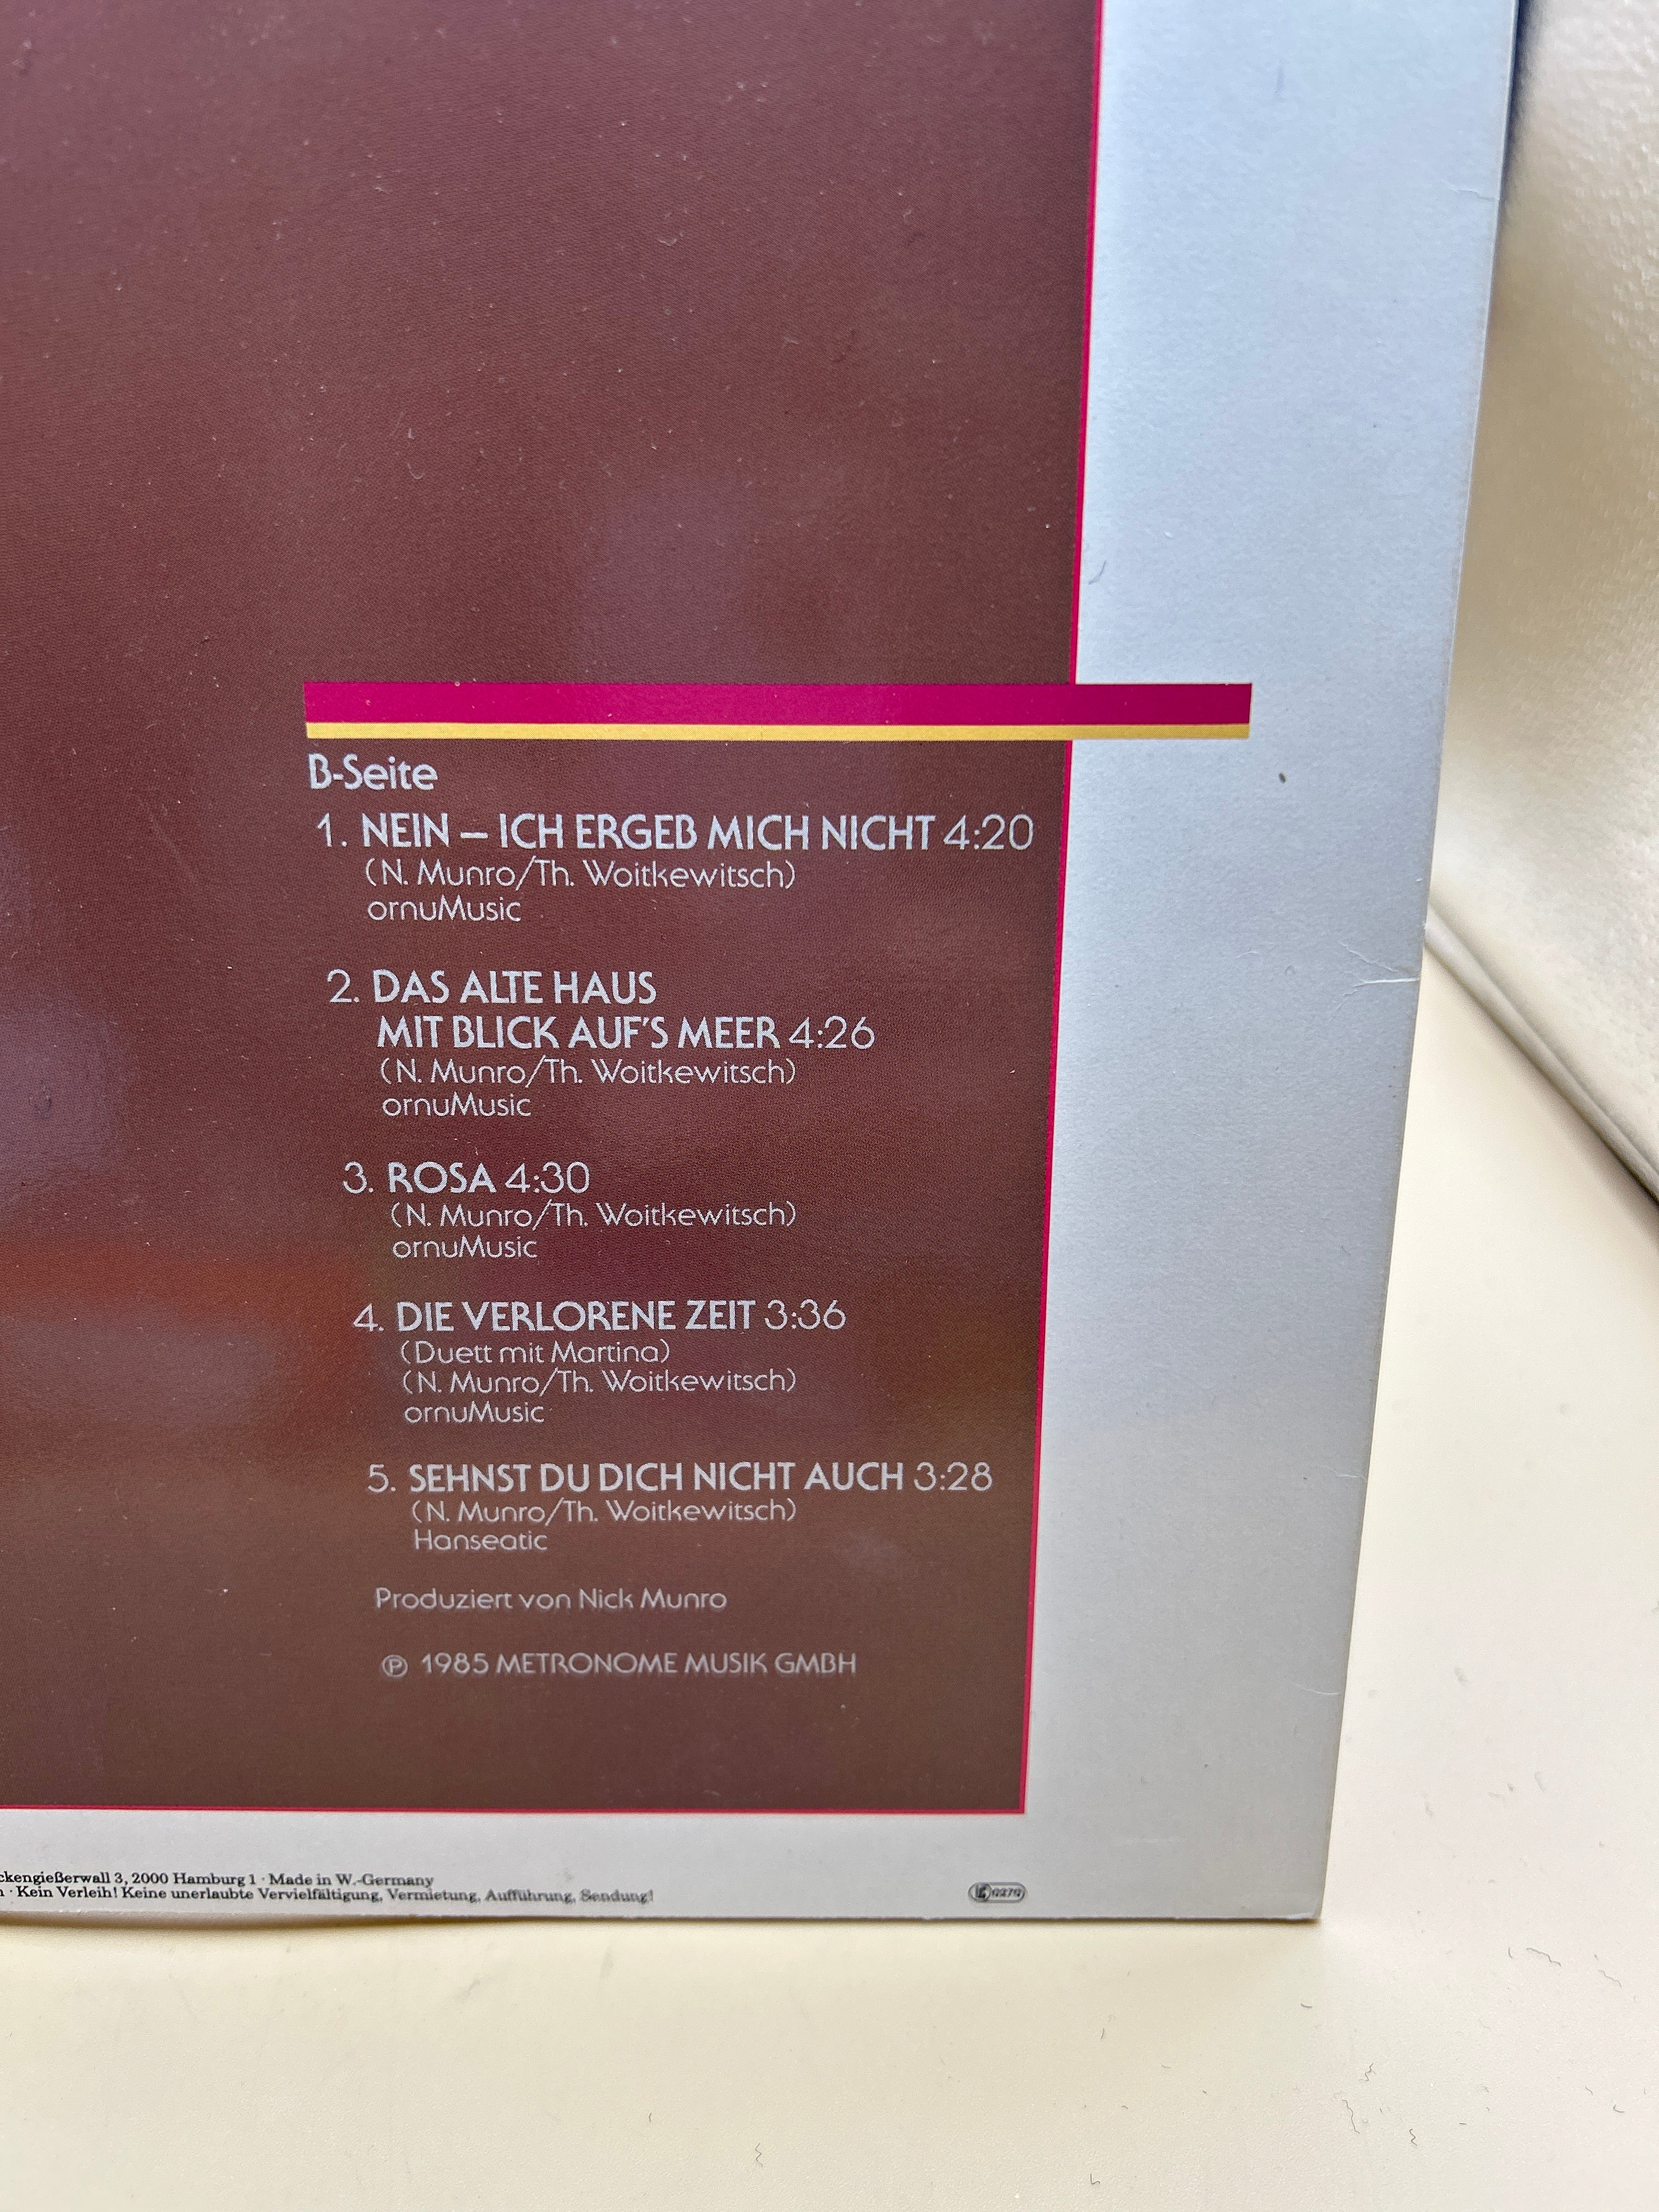 B-Seite
1. NEIN – ICH ERGEB MICH NICHT 4:20
(N. Munro/Th. Woitkewitsch)
ornuMusic
2. DAS ALTE HAUS
MIT BLICK AUF'S MEER 4:26
(N. Munro/Th. Woitkewitsch)
ornuMusic
3. ROSA 4:30
(N. Munro/Th. Woitkewitsch)
ornuMusic
4. DIE VERLORENE ZEIT 3:36
(Duett mit Martina)
(N. Munro/Th. Woitkewitsch)
ornuMusic
5. SEHNST DU DICH NICHT AUCH 3:28
(N. Munro/Th. Woitkewitsch)
Hanseatic
Produziert von Nick Munro
℗ 1985 METRONOME MUSIK GMBH
ckengießerwall 3, 2000 Hamburg 1 · Made in W.-Germany
· Kein Verleih! Keine unerlaubte Vervielfältigung, Vermietung, Aufführung, Sendung!